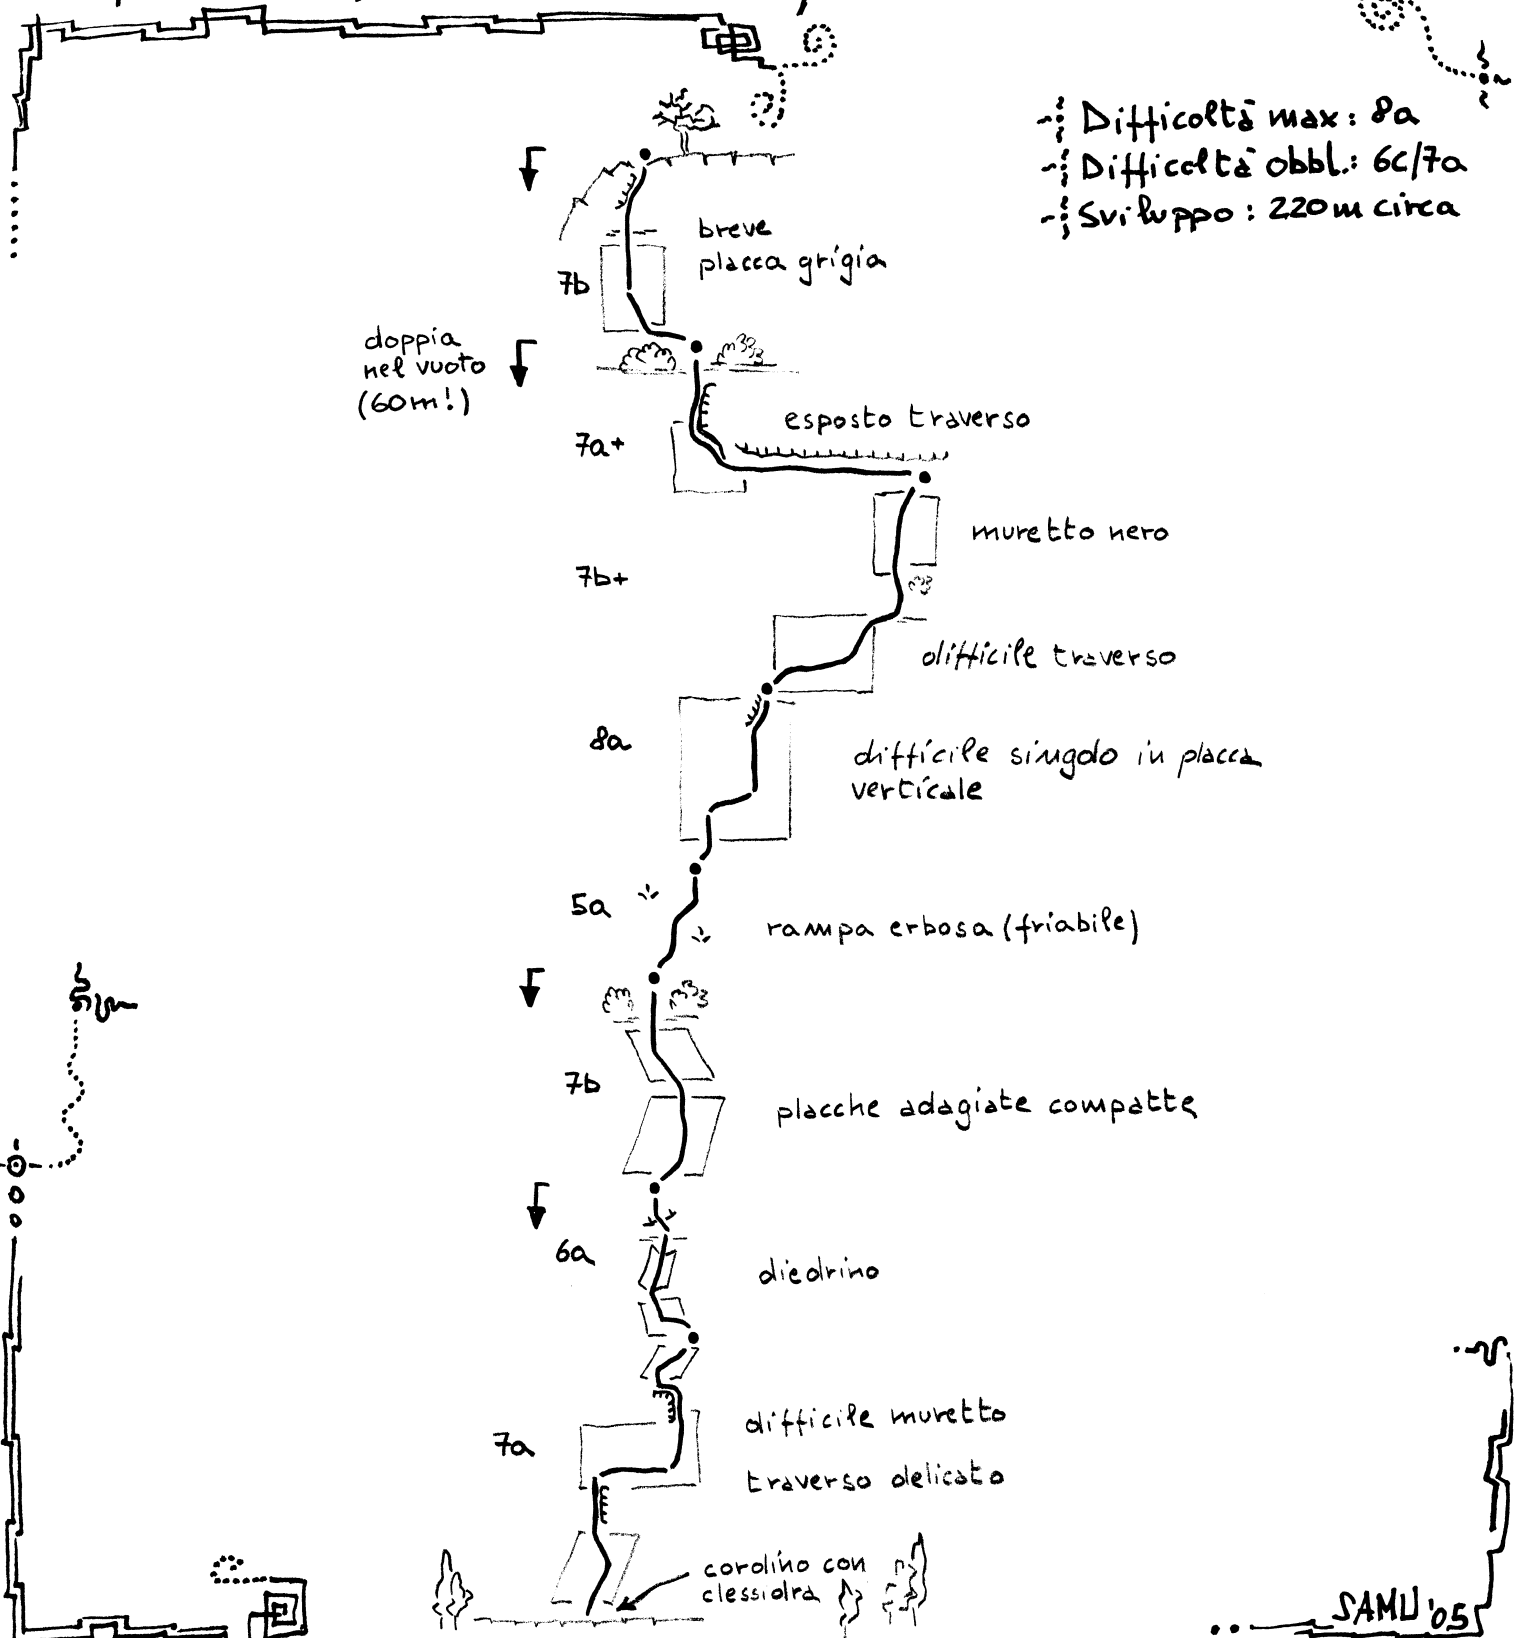 Difficoltà max: 8a
Difficoltà obbl.: 6c/7a
Sviluppo: 220m circa
breve
placca grigia
7b
doppia
nel vuoto
(60m!)
esposto traverso
7a+
muretto nero
7b+
difficile traverso
8a
difficile singolo in placca
verticale
5a
rampa erbosa (friabile)
7b
placche adagiate compatte
6a
diedrino
difficile muretto
7a
traverso delicato
cordino con
clessidra
SAMU '05